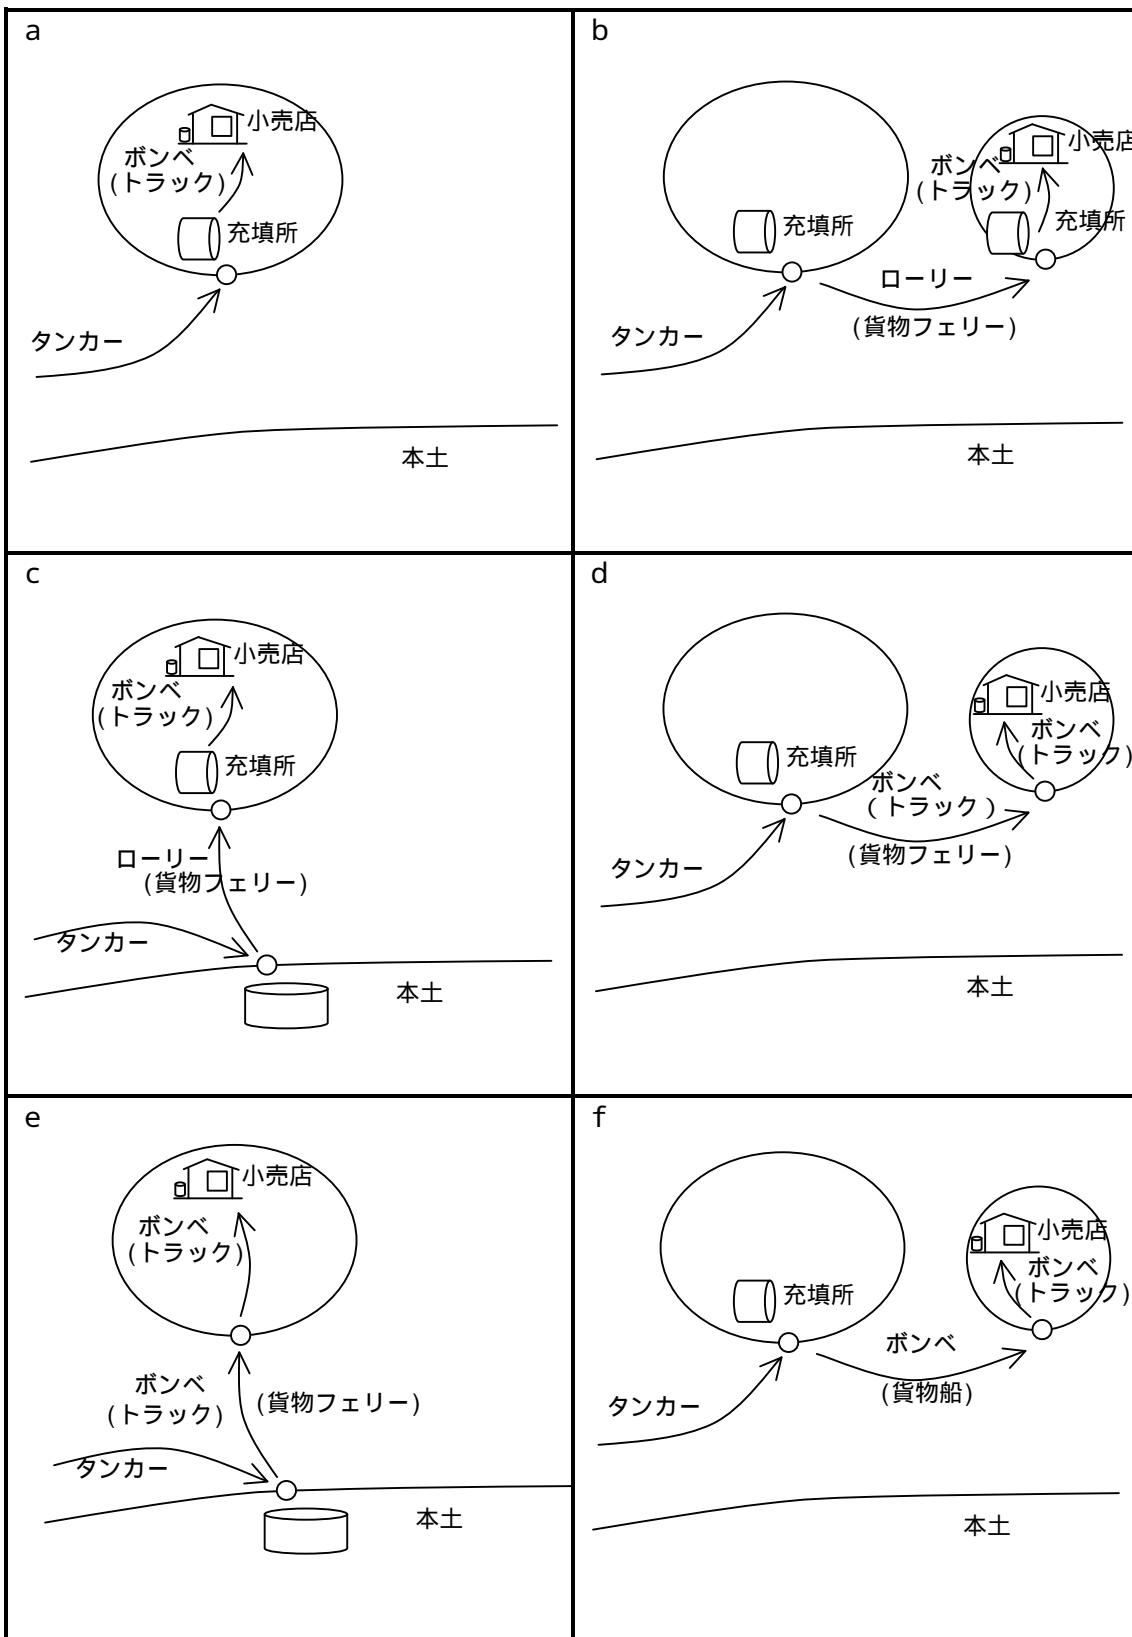 a
小売店
ボンベ
(トラック)
充填所
タンカー
本土
b
小売店
ボンベ
(トラック)
充填所
充填所
ローリー
(貨物フェリー)
タンカー
本土
c
小売店
ボンベ
(トラック)
充填所
ローリー
(貨物フェリー)
タンカー
本土
d
小売店
ボンベ
(トラック)
充填所
ボンベ
(トラック)
(貨物フェリー)
タンカー
本土
e
小売店
ボンベ
(トラック)
ボンベ
(トラック)
(貨物フェリー)
タンカー
本土
f
小売店
ボンベ
(トラック)
充填所
ボンベ
(貨物船)
タンカー
本土